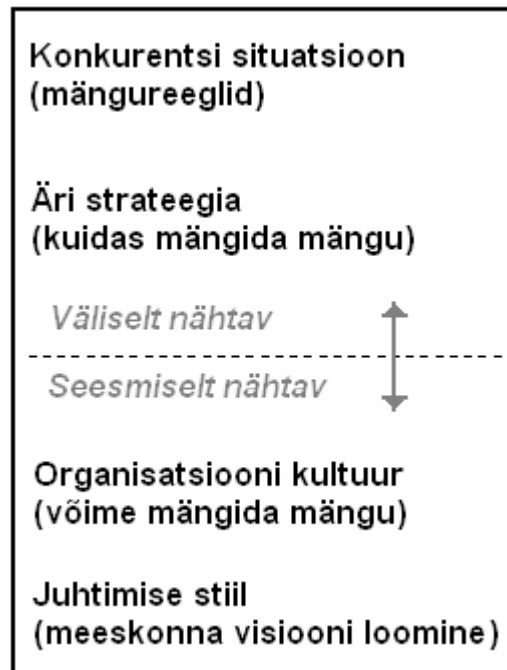 Konkurentsi situatsioon
(mängureeglid)
Äri strateegia
(kuidas mängida mängu)
Väliselt nähtav
Seesmiselt nähtav
Organisatsiooni kultuur
(võime mängida mängu)
Juhtimise stiil
(meeskonna visiooni loomine)